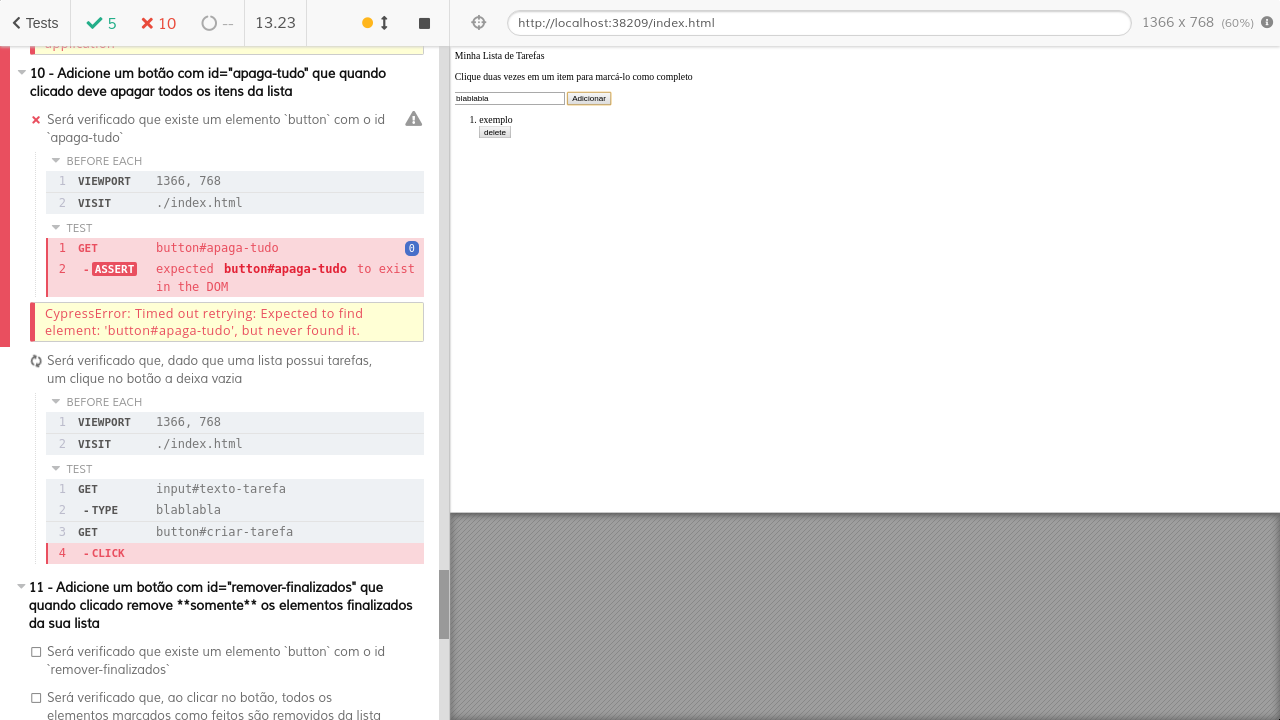 Tests
5
10
--
13.23
http://localhost:38209/index.html
1366 x 768 (60%)
application
10 - Adicione um botão com id="apaga-tudo" que quando
clicado deve apagar todos os itens da lista
Será verificado que existe um elemento `button` com o id
`apaga-tudo`
BEFORE EACH
1 VIEWPORT 1366, 768
2 VISIT ./index.html
TEST
1 GET button#apaga-tudo 0
2 -ASSERT expected button#apaga-tudo to exist
in the DOM
CypressError: Timed out retrying: Expected to find
element: 'button#apaga-tudo', but never found it.
Será verificado que, dado que uma lista possui tarefas,
um clique no botão a deixa vazia
BEFORE EACH
1 VIEWPORT 1366, 768
2 VISIT ./index.html
TEST
1 GET input#texto-tarefa
2 -TYPE blablabla
3 GET button#criar-tarefa
4 -CLICK
11 - Adicione um botão com id="remover-finalizados" que
quando clicado remove **somente** os elementos finalizados
da sua lista
Será verificado que existe um elemento `button` com o id
`remover-finalizados`
Será verificado que, ao clicar no botão, todos os
elementos marcados como feitos são removidos da lista
Minha Lista de Tarefas
Clique duas vezes em um item para marcá-lo como completo
blablabla Adicionar
1. exemplo
delete